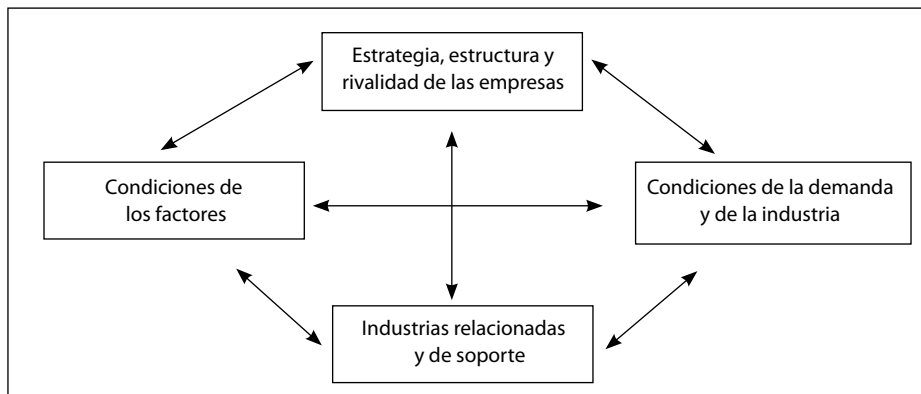 Estrategia, estructura y
rivalidad de las empresas
Condiciones de
los factores
Condiciones de la demanda
y de la industria
Industrias relacionadas
y de soporte